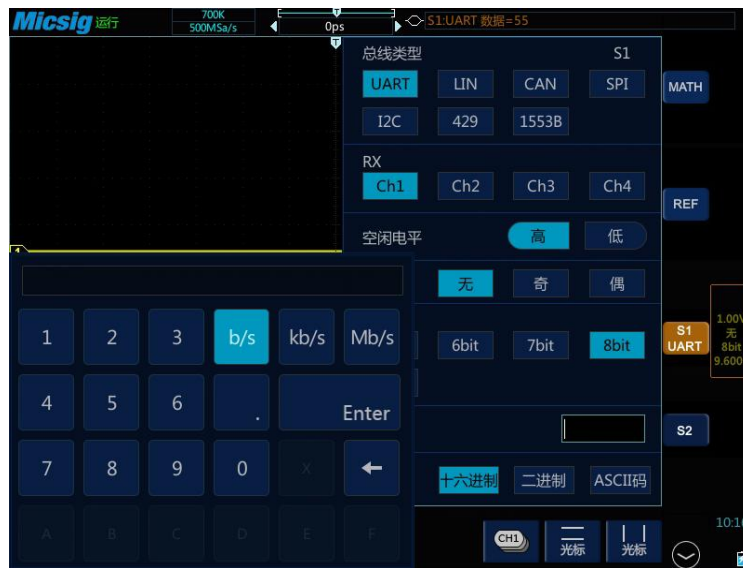 Micsig 运行 700K 500MSa/s 0ps S1:UART 数据=55
T
总线类型 S1
UART LIN CAN SPI
MATH
I2C 429 1553B
RX
Ch1 Ch2 Ch3 Ch4
REF
空闲电平 高 低
无 奇 偶
1 2 3 b/s kb/s Mb/s
6bit 7bit 8bit
S1 UART
1.00V
无
8bit
9.600
4 5 6 . Enter
S2
7 8 9 0 X ←
十六进制 二进制 ASCII码
A B C D E F
CH1 光标 光标
10:16